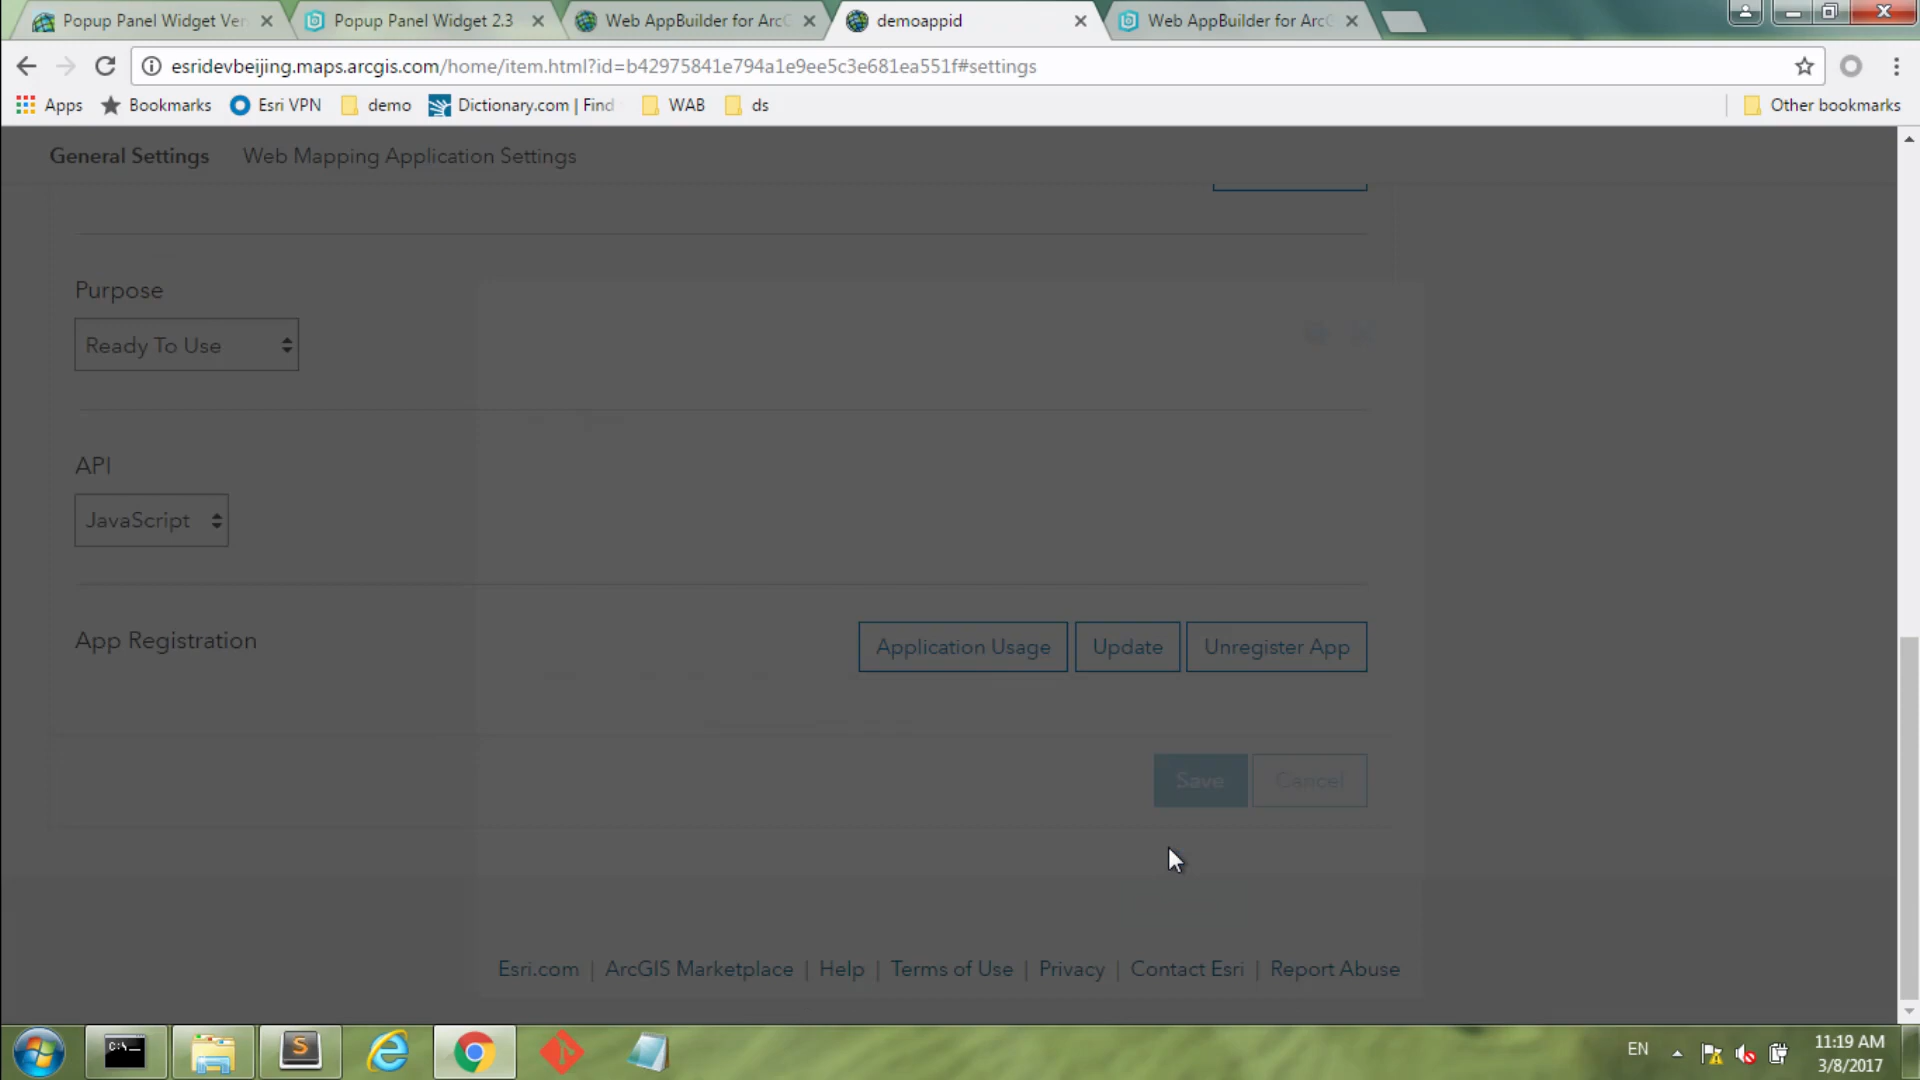 Popup Panel Widget Ver
Popup Panel Widget 2.3
Web AppBuilder for ArcG
demoappid
Web AppBuilder for ArcG
esridevbeijing.maps.arcgis.com/home/item.html?id=b42975841e794a1e9ee5c3e681ea551f#settings
Apps
Bookmarks
Esri VPN
demo
Dictionary.com | Find
WAB
ds
Other bookmarks
General Settings
Web Mapping Application Settings
Purpose
Ready To Use
API
JavaScript
App Registration
Application Usage
Update
Unregister App
Save
Cancel
Esri.com | ArcGIS Marketplace | Help | Terms of Use | Privacy | Contact Esri | Report Abuse
C:\
S
EN
11:19 AM
3/8/2017